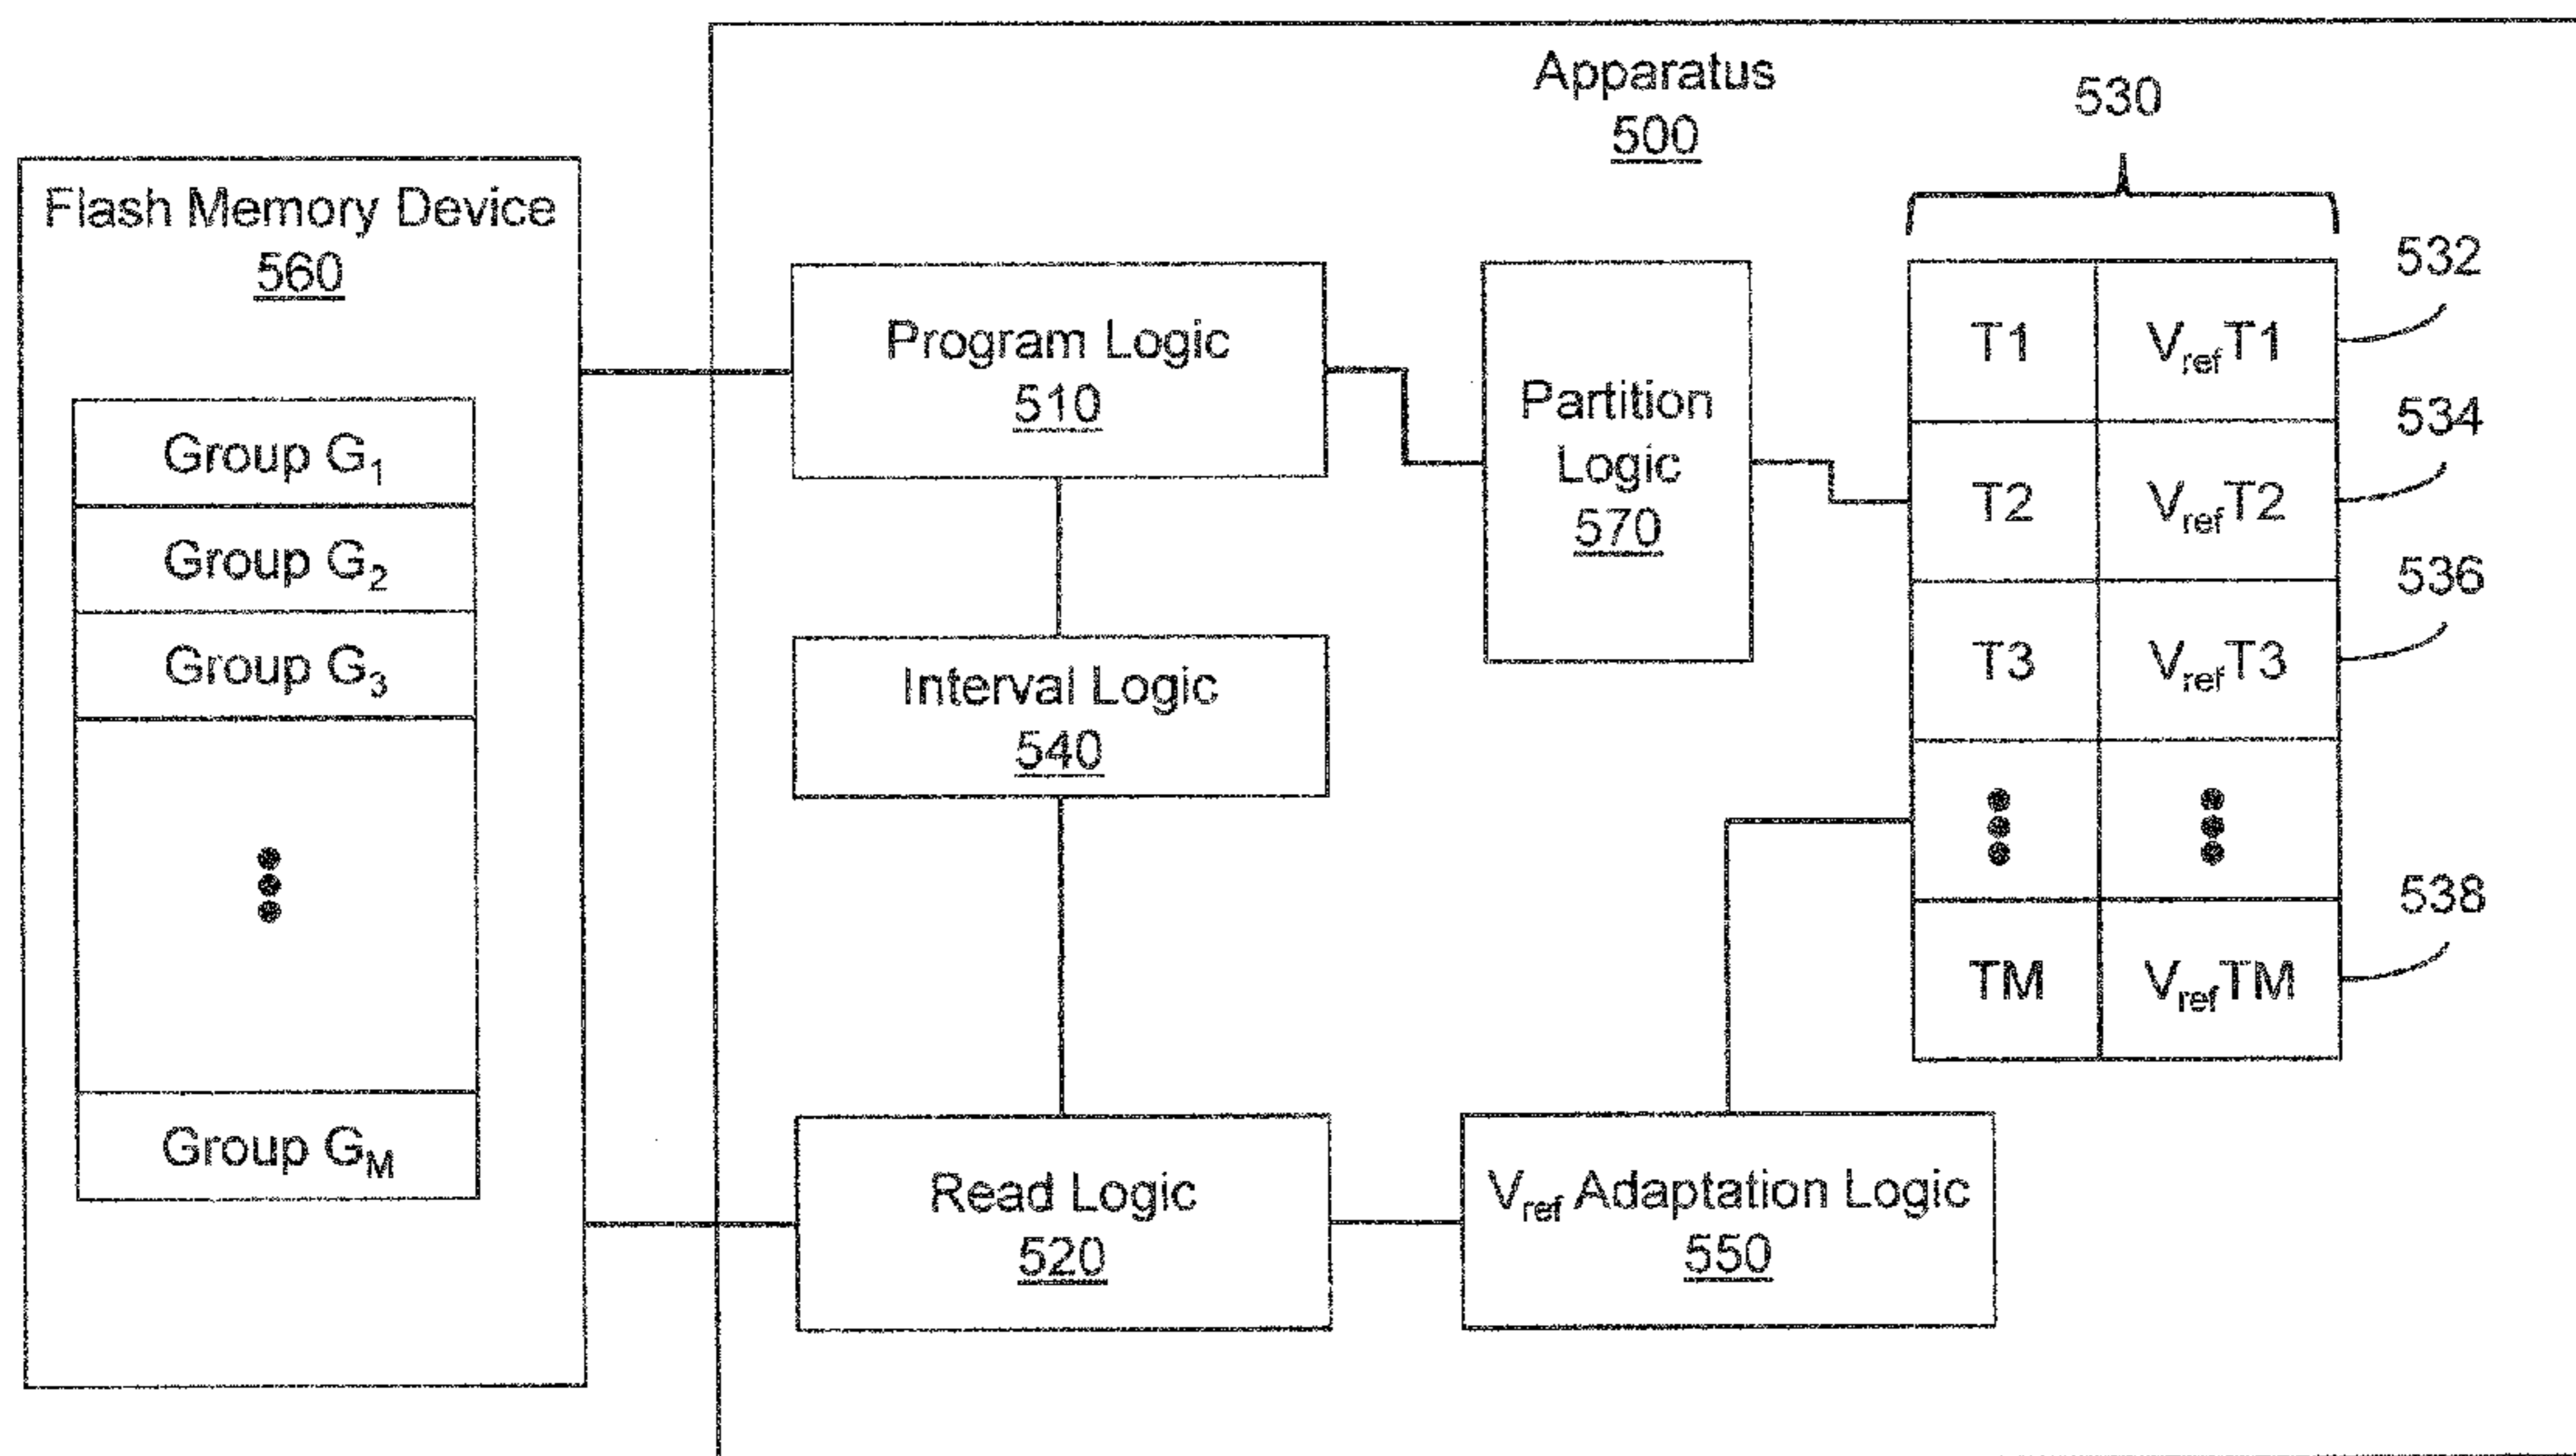 Apparatus
500
530
Flash Memory Device
560
Group G1
Group G2
Group G3
Group GM
Program Logic
510
Interval Logic
540
Read Logic
520
Partition
Logic
570
Vref Adaptation Logic
550
T1 VrefT1
532
T2 VrefT2
534
T3 VrefT3
536
TM VrefTM
538